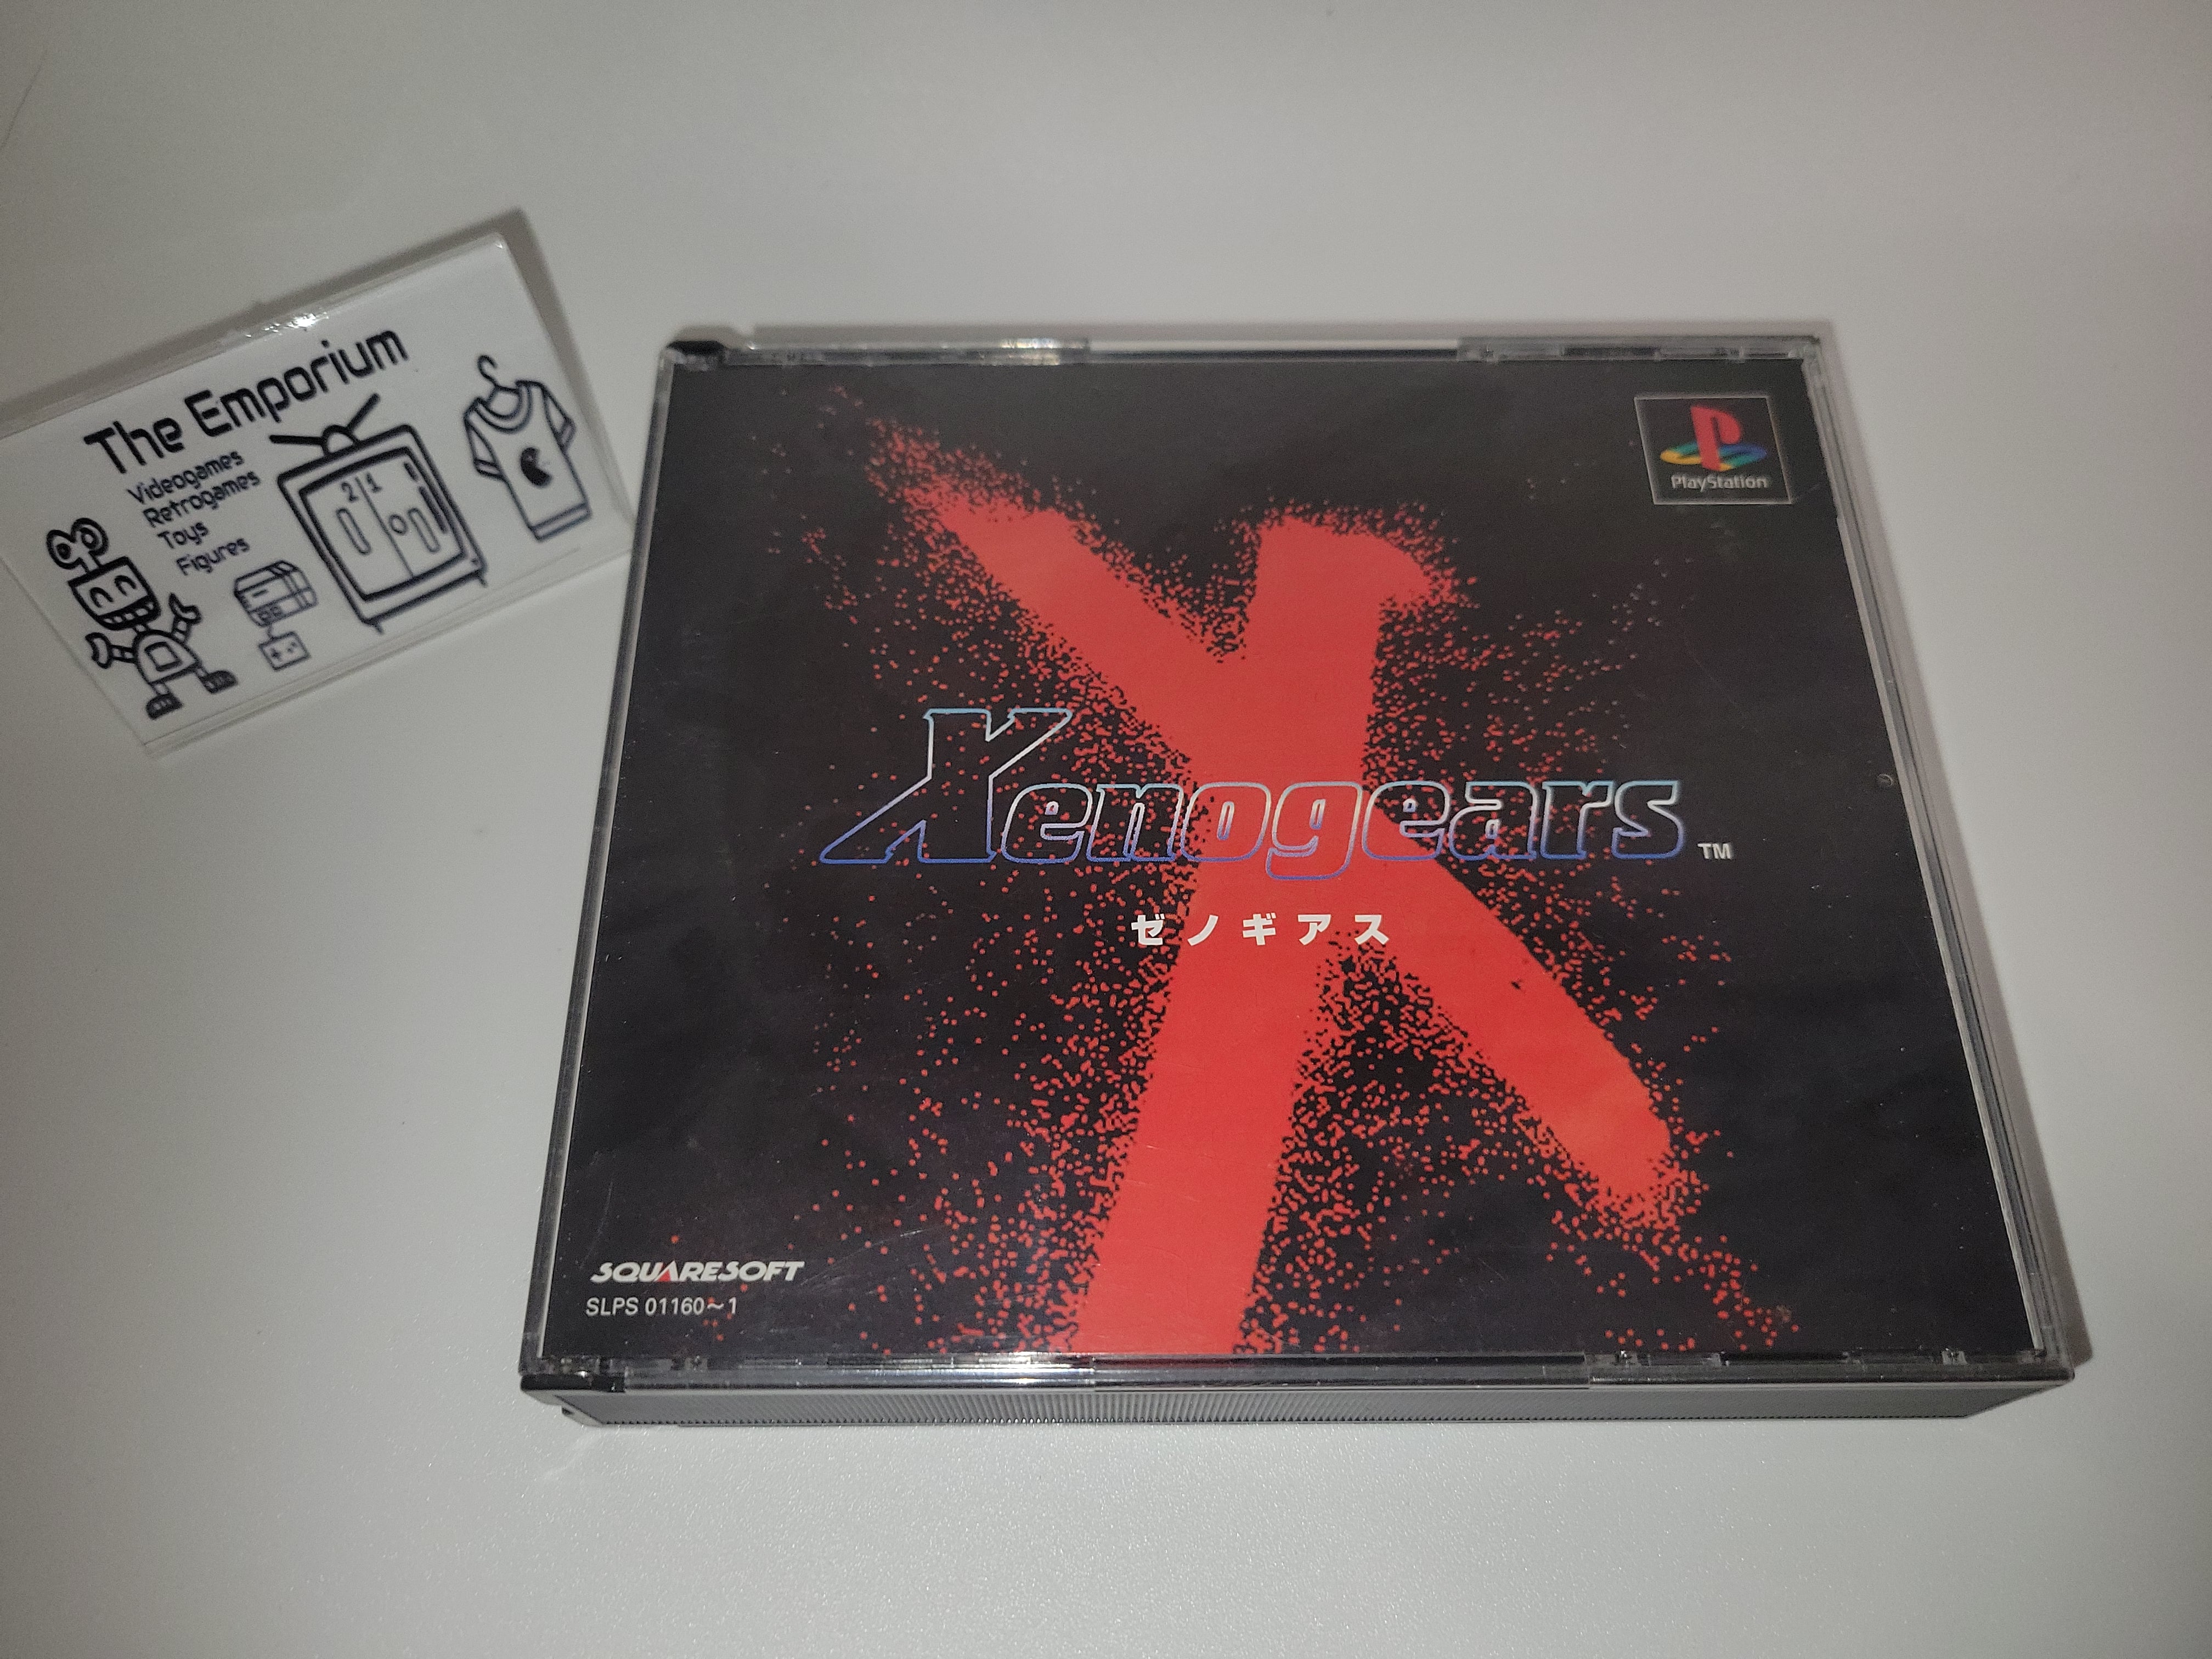 The Emporium
Videogames
Retrogames
Toys
Figures
2 1
PlayStation
Xenogears TM
ゼノギアス
SQUARESOFT
SLPS 01160~1